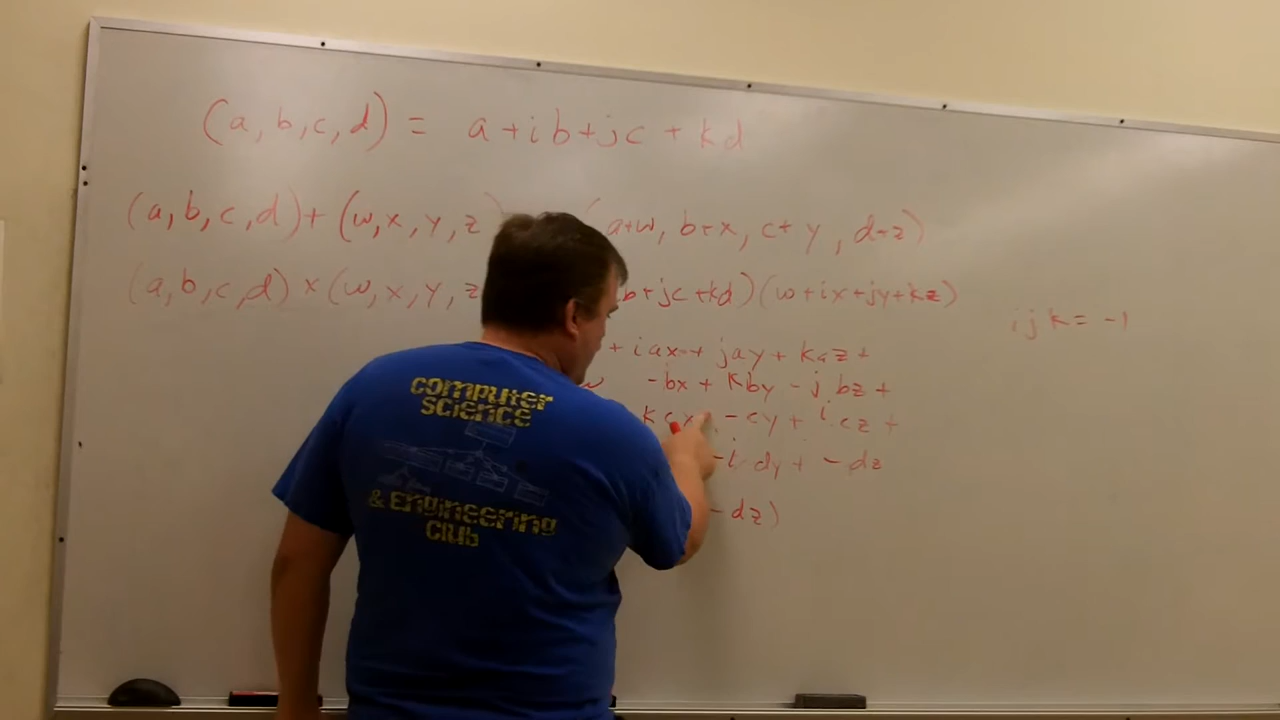 (a, b, c, d) = a + ib + jc + kd
(a, b, c, d) + (w, x, y, z) (a+w, b+x, c+y, d+z)
(a, b, c, d) × (w, x, y, z b + jc + kd)(w + ix + jy + kz)
ijk = -1
+ iax + jay + kaz +
w - bx + kby - j bz +
kcx - cy + i cz +
- i dy + - dz
- dz)
COMPUTER
SCIENCE
& ENGINEERING
CLUB